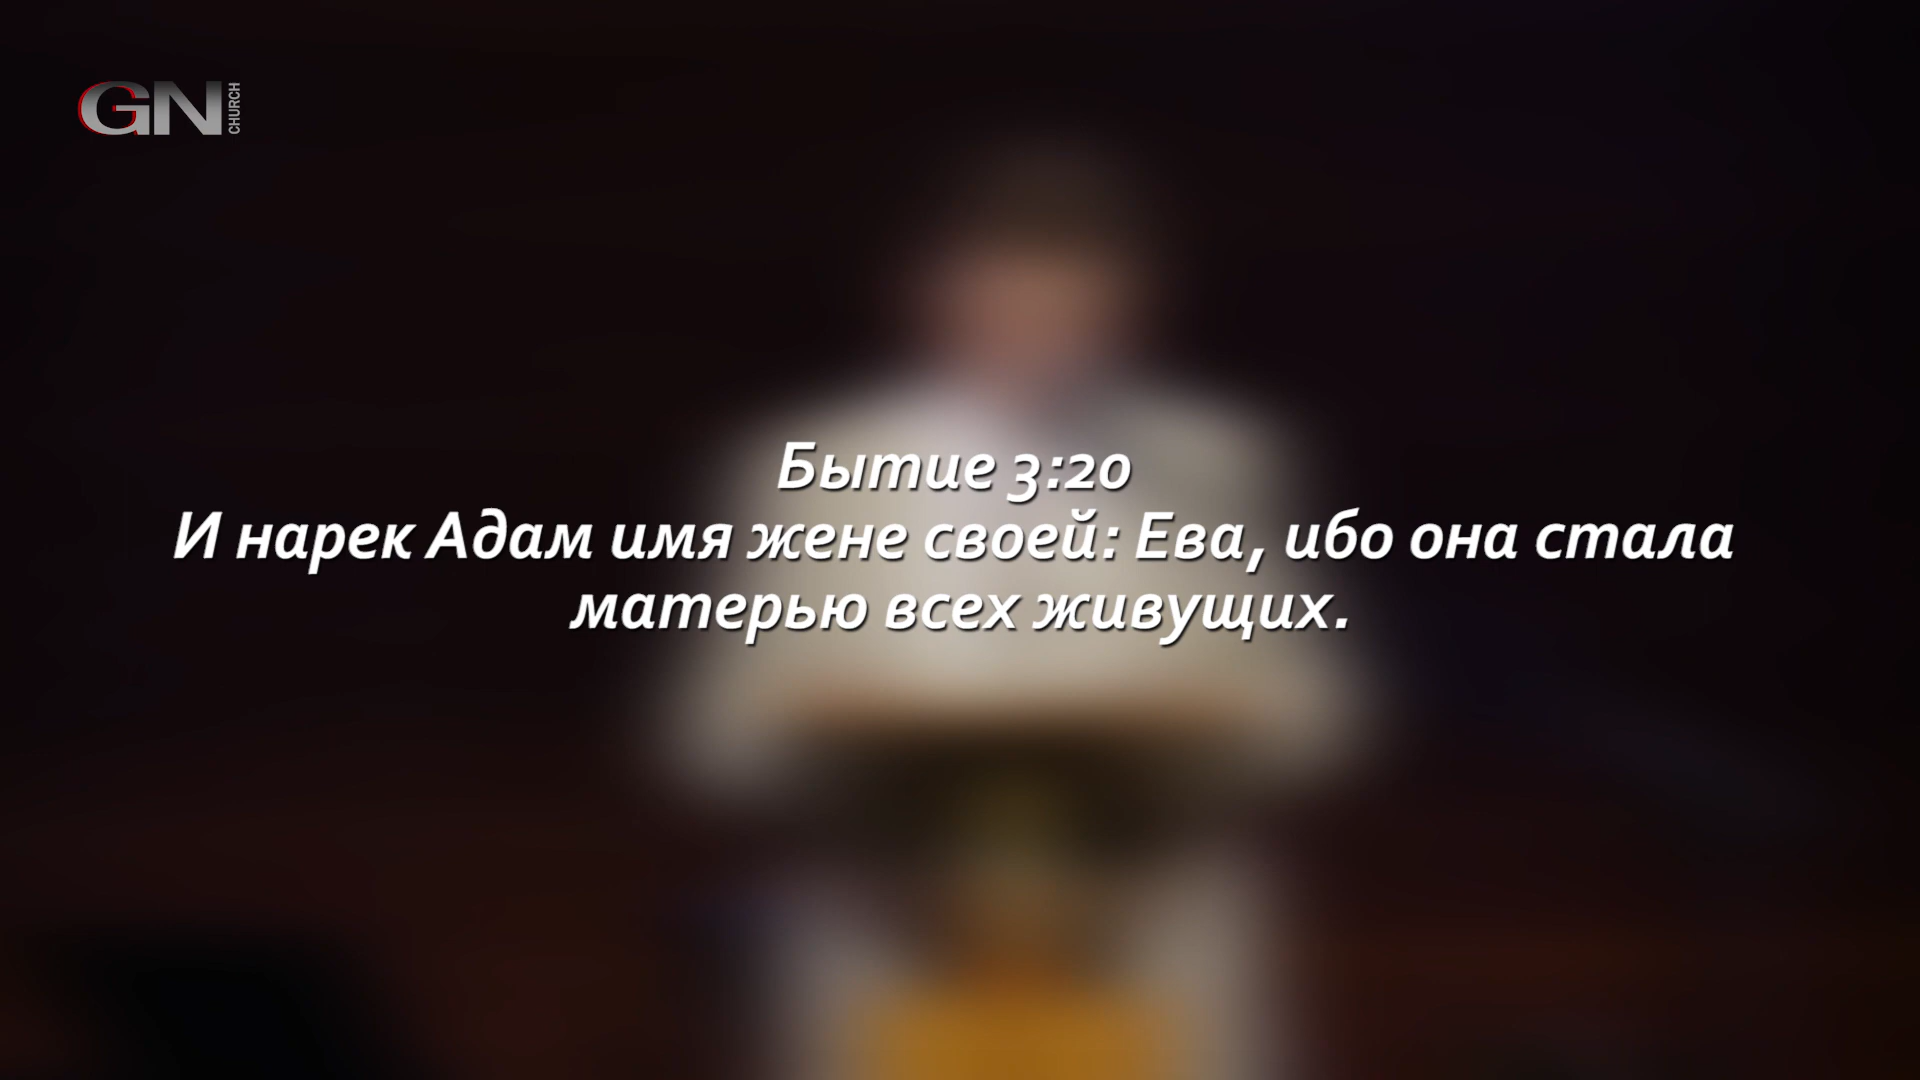 GN CHURCH
Бытие 3:20
И нарек Адам имя жене своей: Ева, ибо она стала
матерью всех живущих.